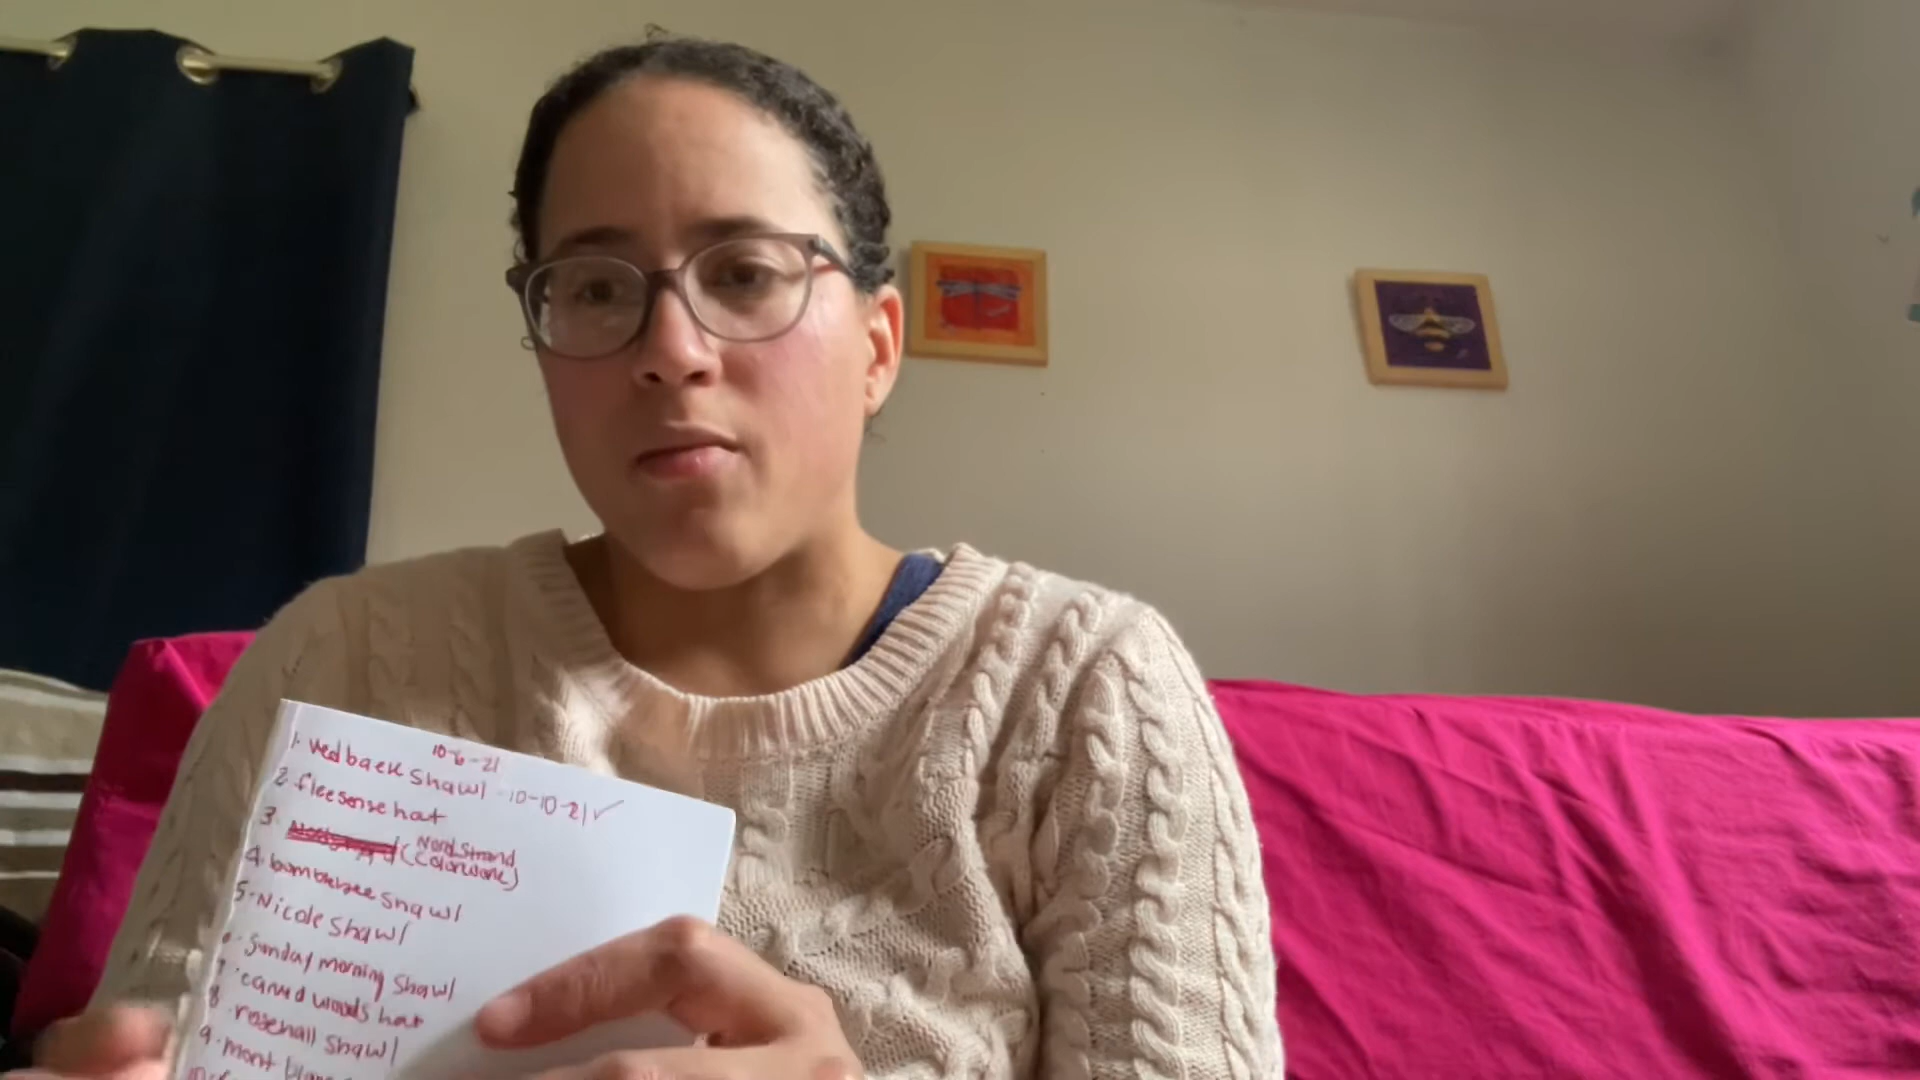 10-6-21
1. vedbaek shawl - 10-10-21 ✓
2. fleesense hat
3. Nordstrand
(colorwork)
4. bumblebee shawl
5. Nicole Shawl
6. Sunday morning Shawl
7. carved woods hat
8. rosehall shawl
9. mont
10.